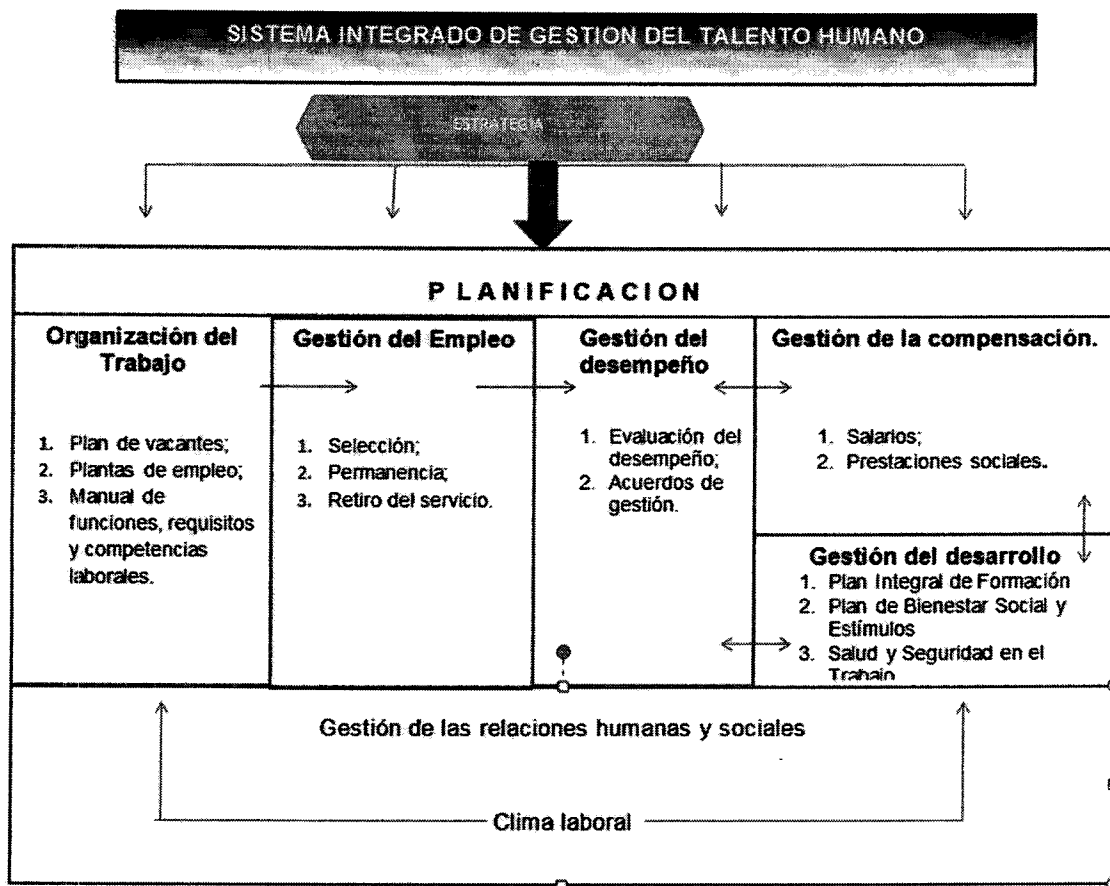 SISTEMA INTEGRADO DE GESTION DEL TALENTO HUMANO
ESTRATEGIA
P LANIFICACION
Organización del
Trabajo
1. Plan de vacantes;
2. Plantas de empleo;
3. Manual de
funciones, requisitos
y competencias
laborales.
Gestión del Empleo
1. Selección;
2. Permanencia;
3. Retiro del servicio.
Gestión del
desempeño
1. Evaluación del
desempeño;
2. Acuerdos de
gestión.
Gestión de la compensación.
1. Salarios;
2. Prestaciones sociales.
Gestión del desarrollo
1. Plan Integral de Formación
2. Plan de Bienestar Social y
Estímulos
3. Salud y Seguridad en el
Trabajo
Gestión de las relaciones humanas y sociales
Clima laboral